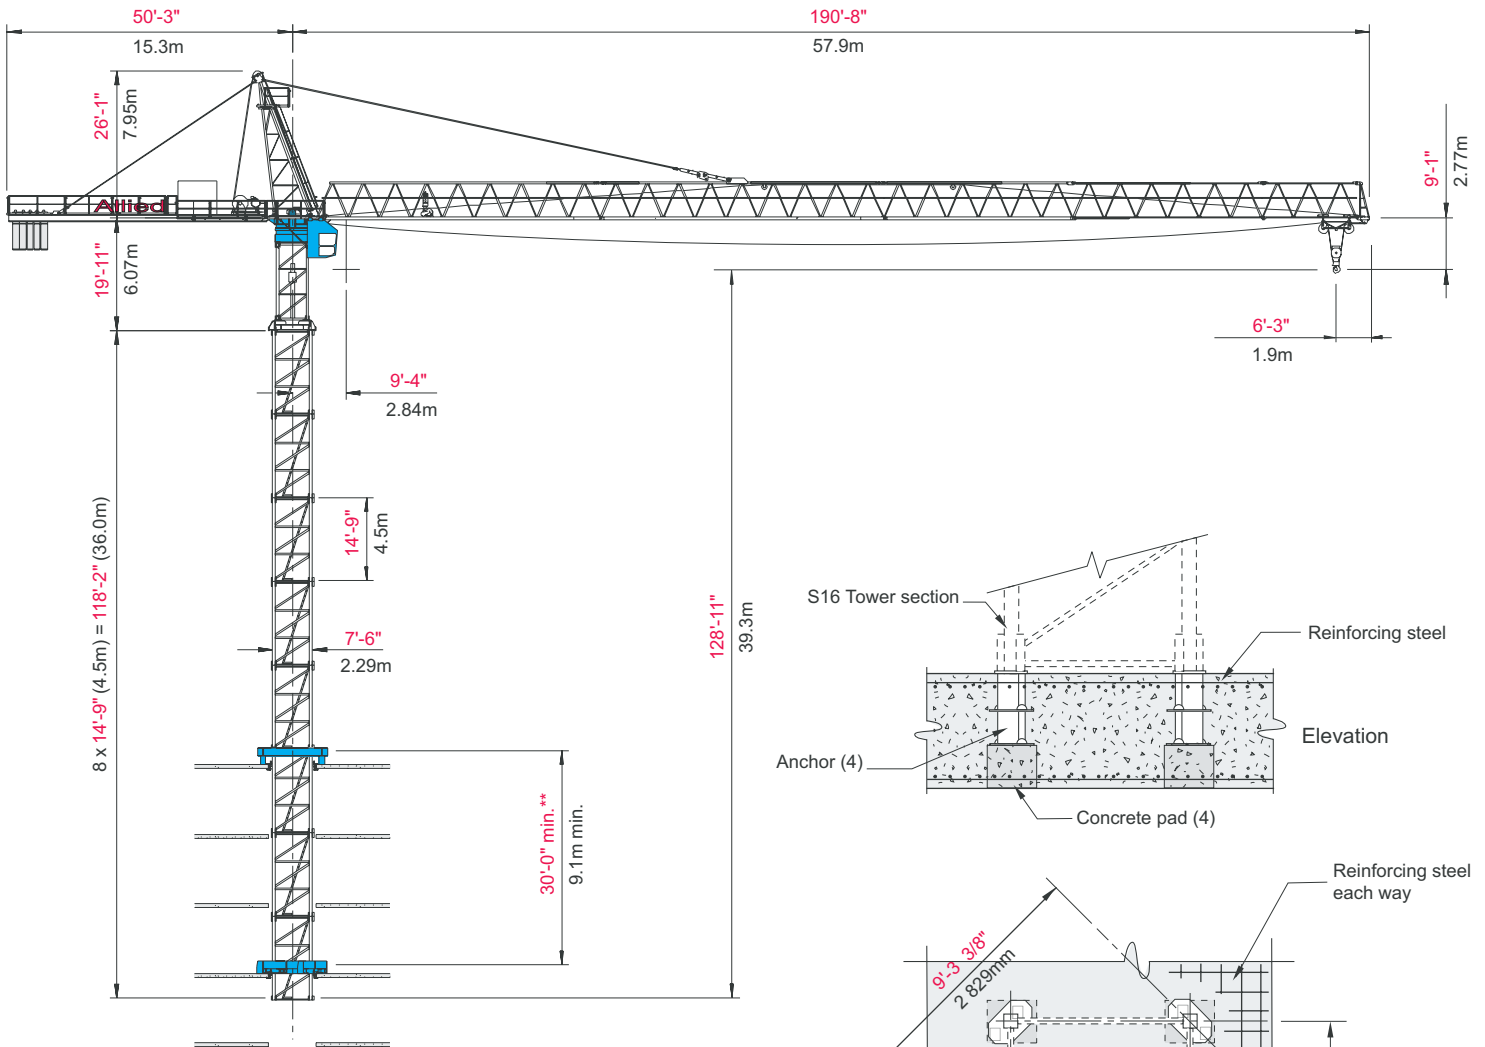 50'-3"
15.3m
190'-8"
57.9m
26'-1"
7.95m
9'-1"
2.77m
Allied
19'-11"
6.07m
6'-3"
1.9m
9'-4"
2.84m
14'-9"
4.5m
8 x 14'-9" (4.5m) = 118'-2" (36.0m)
128'-11"
39.3m
7'-6"
2.29m
S16 Tower section
Reinforcing steel
Elevation
Anchor (4)
Concrete pad (4)
30'-0" min.**
9.1m min.
Reinforcing steel
each way
9'-3 3/8"
2 829mm